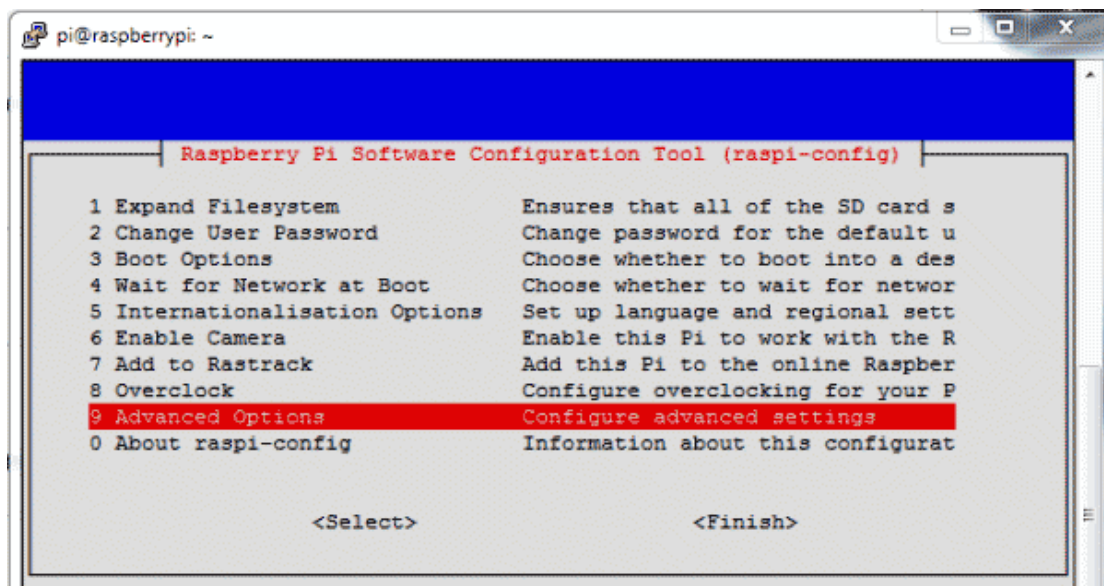 pi@raspberrypi: ~
Raspberry Pi Software Configuration Tool (raspi-config)
1 Expand Filesystem Ensures that all of the SD card s
2 Change User Password Change password for the default u
3 Boot Options Choose whether to boot into a des
4 Wait for Network at Boot Choose whether to wait for networ
5 Internationalisation Options Set up language and regional sett
6 Enable Camera Enable this Pi to work with the R
7 Add to Rastrack Add this Pi to the online Raspber
8 Overclock Configure overclocking for your P
9 Advanced Options Configure advanced settings
0 About raspi-config Information about this configurat
<Select> <Finish>